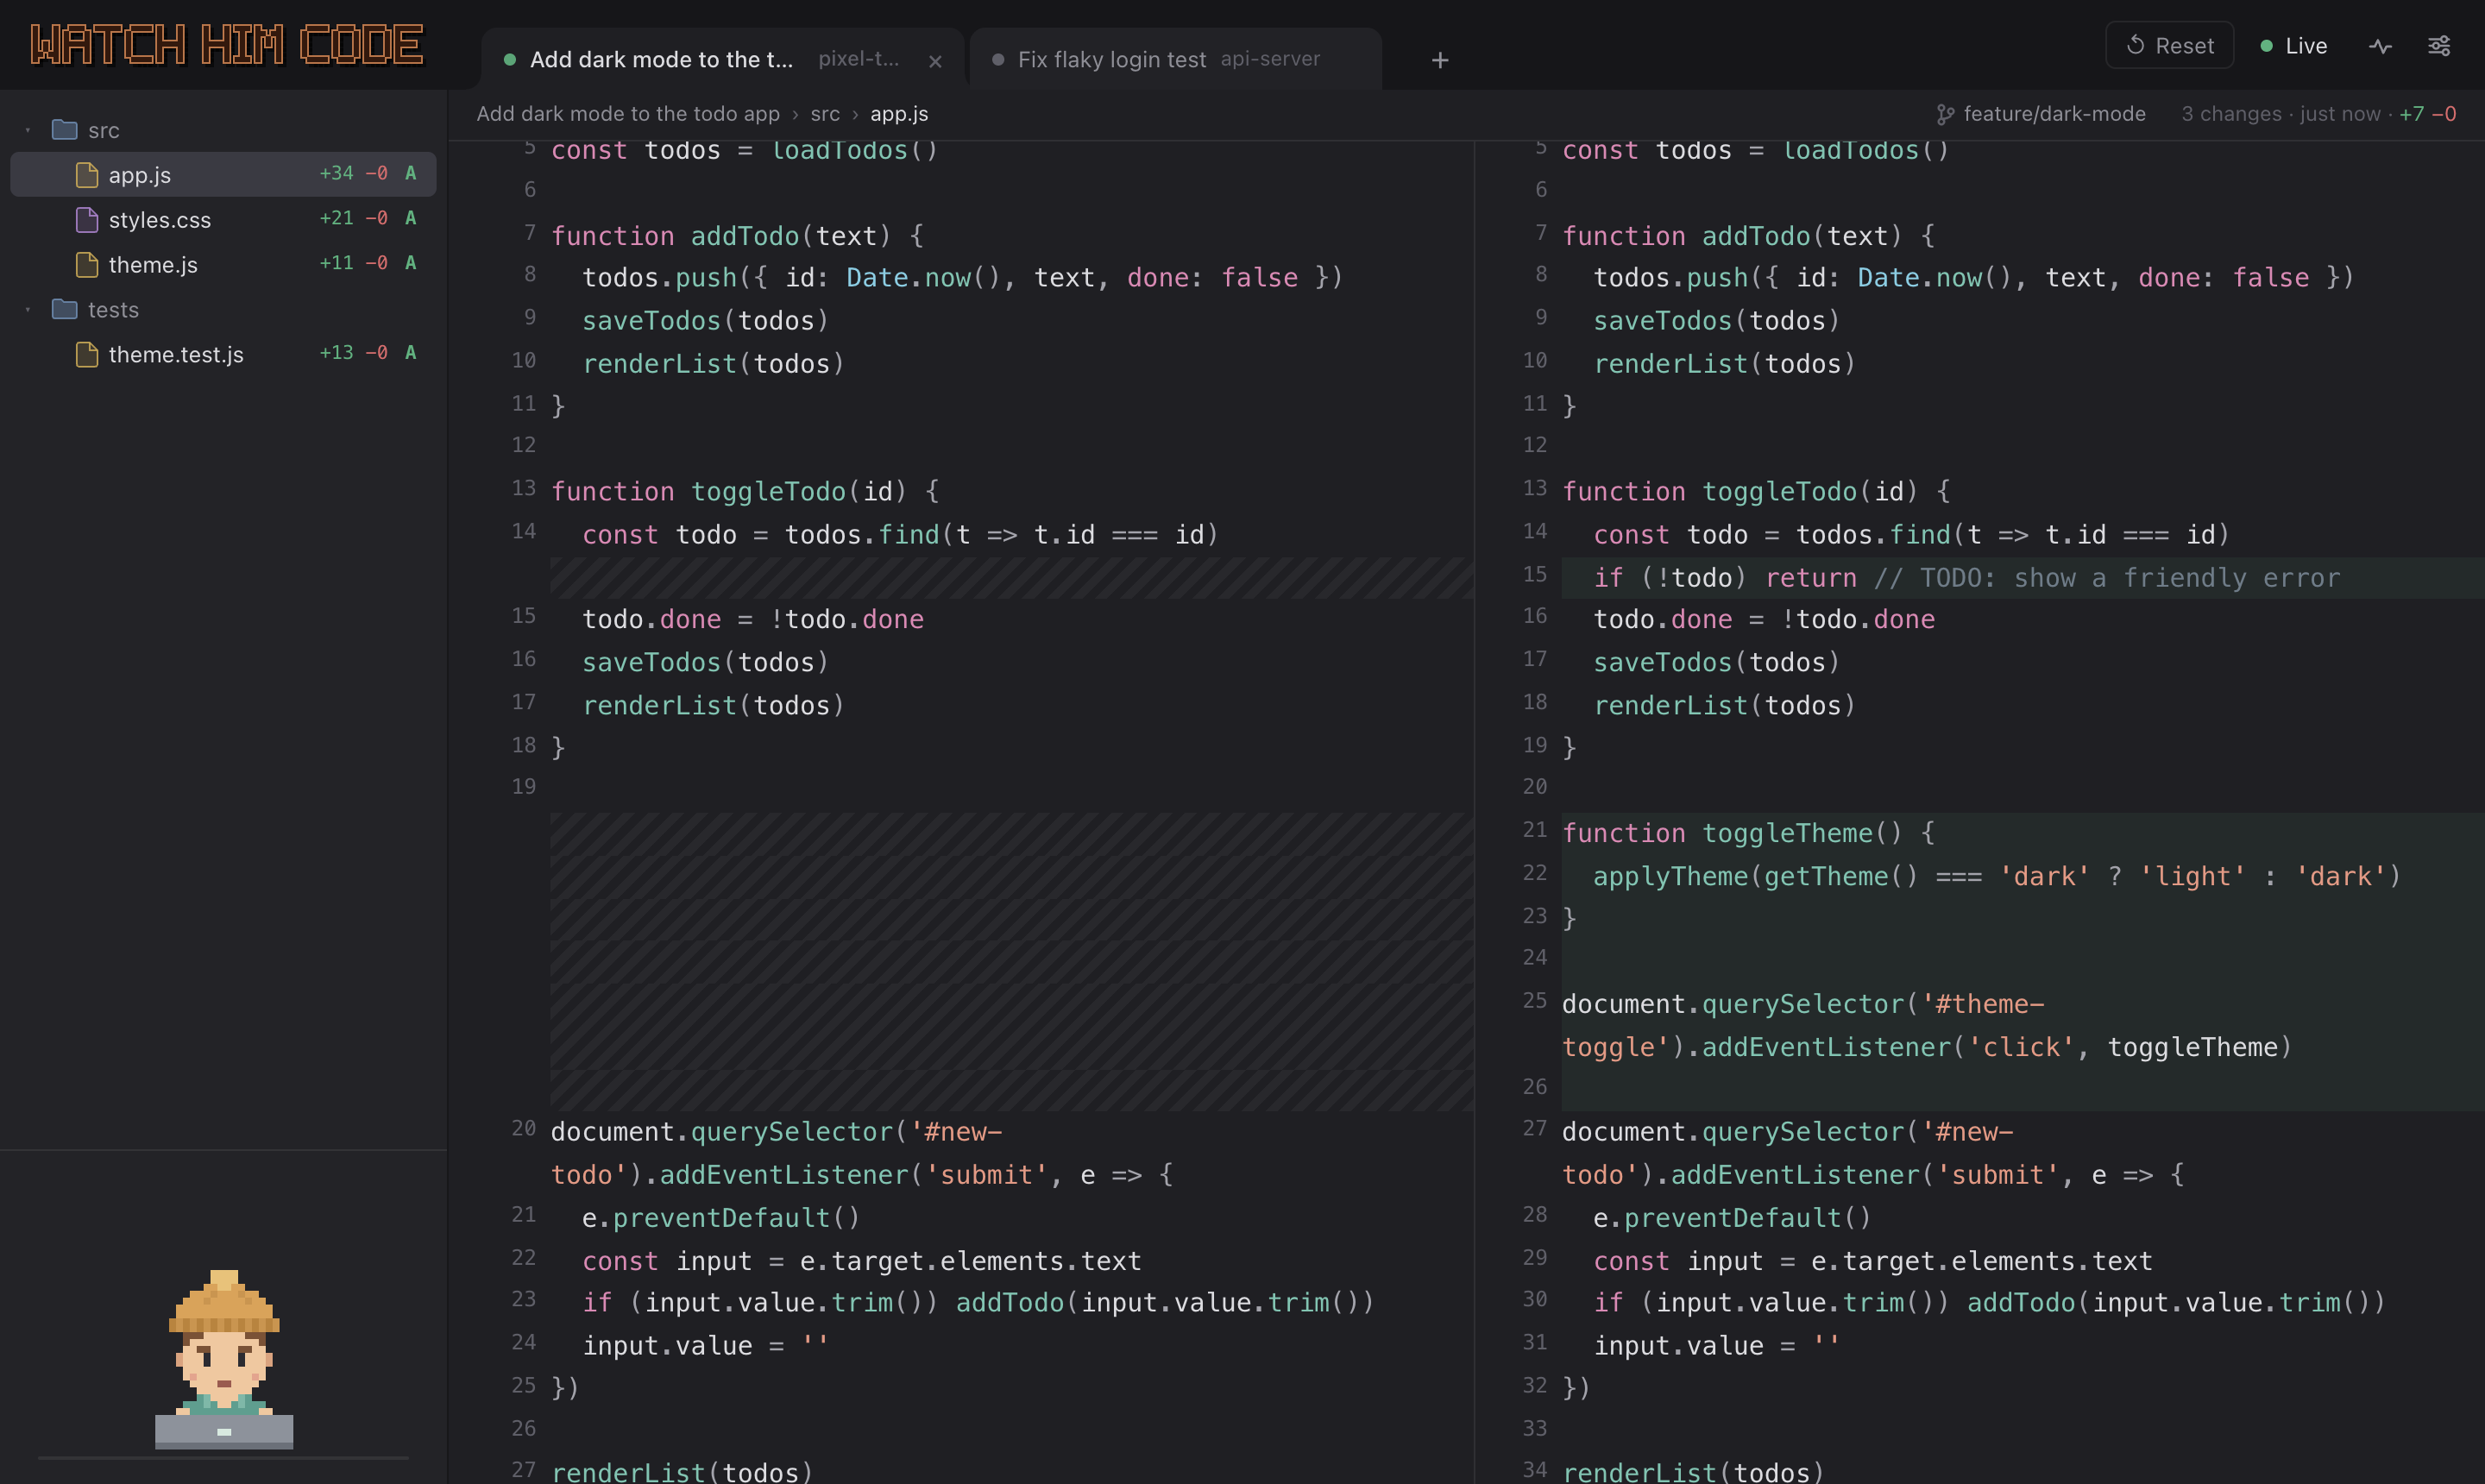 WATCH HIM CODE
Add dark mode to the t... pixel-t... ×
Fix flaky login test api-server
+
Reset
Live
Add dark mode to the todo app › src › app.js
feature/dark-mode
3 changes · just now · +7 −0
src
app.js +34 −0 A
styles.css +21 −0 A
theme.js +11 −0 A
tests
theme.test.js +13 −0 A
5 const todos = loadTodos()
6
7 function addTodo(text) {
8   todos.push({ id: Date.now(), text, done: false })
9   saveTodos(todos)
10   renderList(todos)
11 }
12
13 function toggleTodo(id) {
14   const todo = todos.find(t => t.id === id)
15   todo.done = !todo.done
16   saveTodos(todos)
17   renderList(todos)
18 }
19
20 document.querySelector('#new-
todo').addEventListener('submit', e => {
21   e.preventDefault()
22   const input = e.target.elements.text
23   if (input.value.trim()) addTodo(input.value.trim())
24   input.value = ''
25 })
26
27 renderList(todos)
5 const todos = loadTodos()
6
7 function addTodo(text) {
8   todos.push({ id: Date.now(), text, done: false })
9   saveTodos(todos)
10   renderList(todos)
11 }
12
13 function toggleTodo(id) {
14   const todo = todos.find(t => t.id === id)
15   if (!todo) return // TODO: show a friendly error
16   todo.done = !todo.done
17   saveTodos(todos)
18   renderList(todos)
19 }
20
21 function toggleTheme() {
22   applyTheme(getTheme() === 'dark' ? 'light' : 'dark')
23 }
24
25 document.querySelector('#theme-
toggle').addEventListener('click', toggleTheme)
26
27 document.querySelector('#new-
todo').addEventListener('submit', e => {
28   e.preventDefault()
29   const input = e.target.elements.text
30   if (input.value.trim()) addTodo(input.value.trim())
31   input.value = ''
32 })
33
34 renderList(todos)